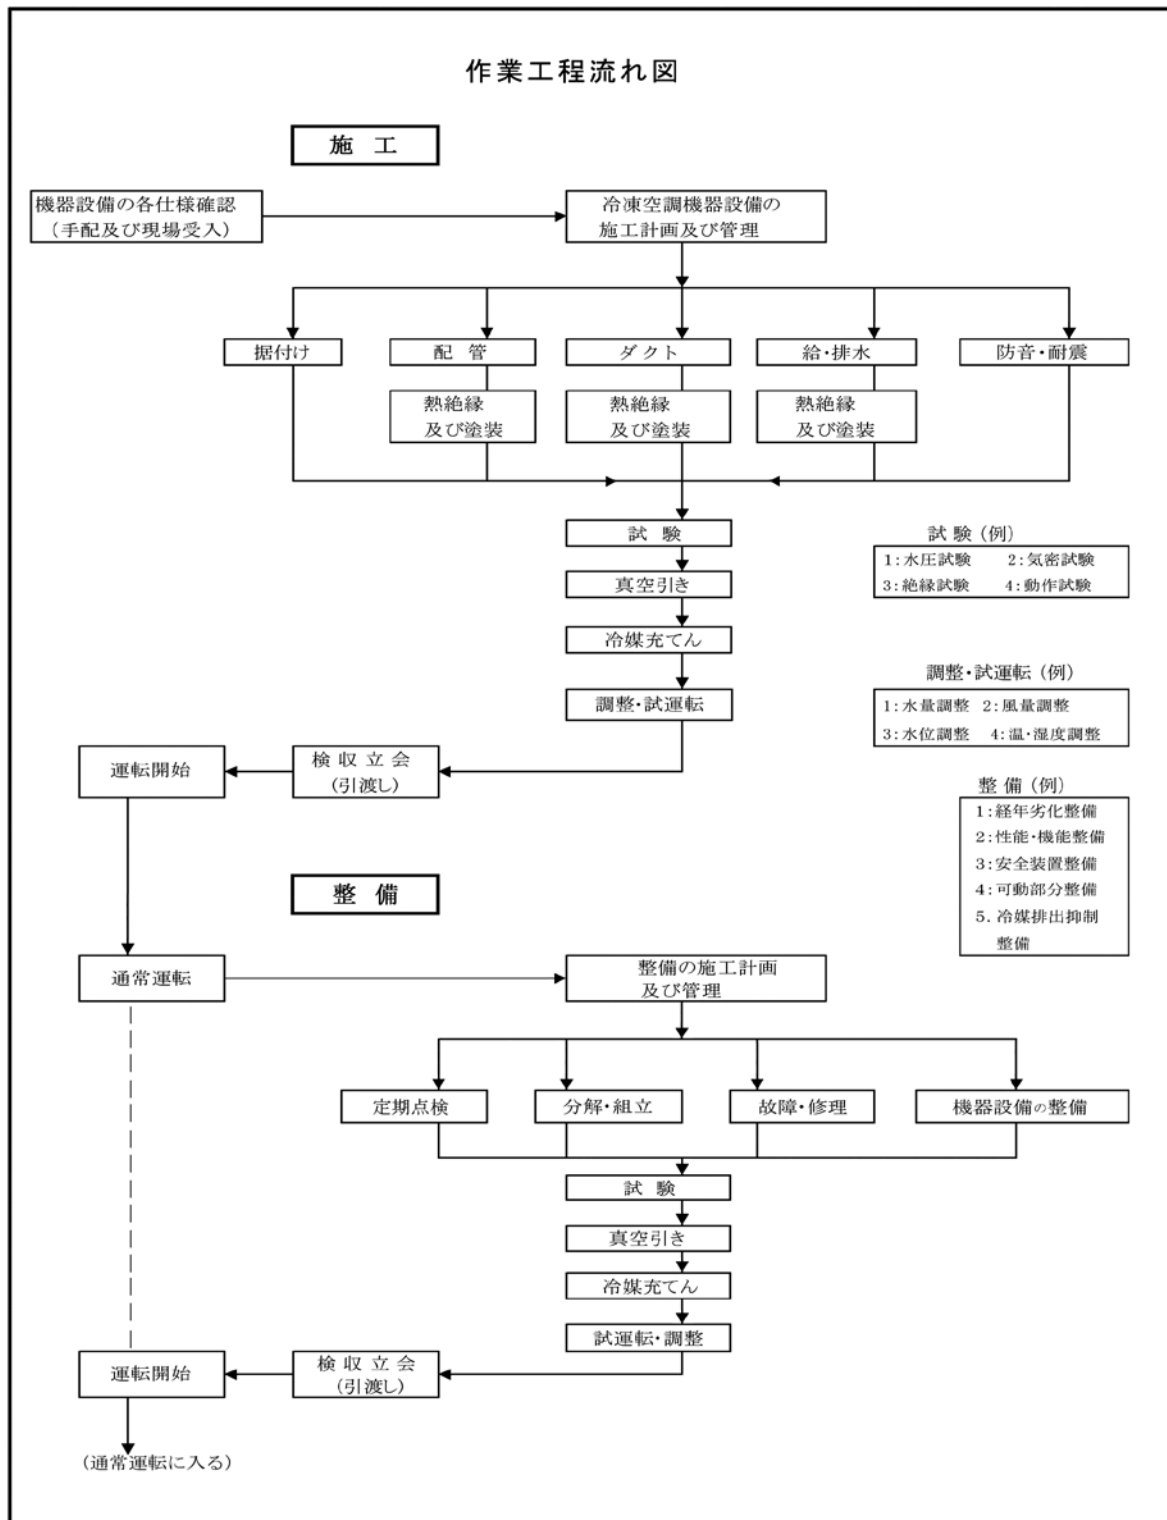 作業工程流れ図
施 工
機器設備の各仕様確認
(手配及び現場受入)
冷凍空調機器設備の
施工計画及び管理
据付け
配 管
ダクト
給・排水
防音・耐震
熱絶縁
及び塗装
熱絶縁
及び塗装
熱絶縁
及び塗装
試 験
真空引き
冷媒充てん
調整・試運転
試 験 (例)
1:水圧試験 2:気密試験
3:絶縁試験 4:動作試験
調整・試運転 (例)
1:水量調整 2:風量調整
3:水位調整 4:温・湿度調整
検 収 立 会
(引渡し)
運転開始
整 備 (例)
1:経年劣化整備
2:性能・機能整備
3:安全装置整備
4:可動部分整備
5. 冷媒排出抑制
整備
整 備
通常運転
整備の施工計画
及び管理
定期点検
分解・組立
故障・修理
機器設備の整備
試 験
真空引き
冷媒充てん
試運転・調整
検 収 立 会
(引渡し)
運転開始
(通常運転に入る)